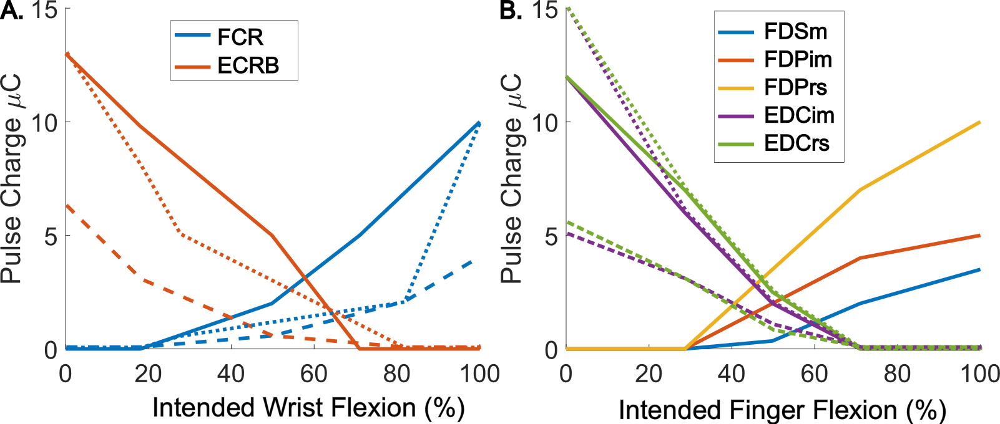 A.
15
10
5
0
Pulse Charge μC
FCR
ECRB
0 20 40 60 80 100
Intended Wrist Flexion (%)
B.
15
10
5
0
Pulse Charge μC
FDSm
FDPim
FDPrs
EDCim
EDCrs
0 20 40 60 80 100
Intended Finger Flexion (%)